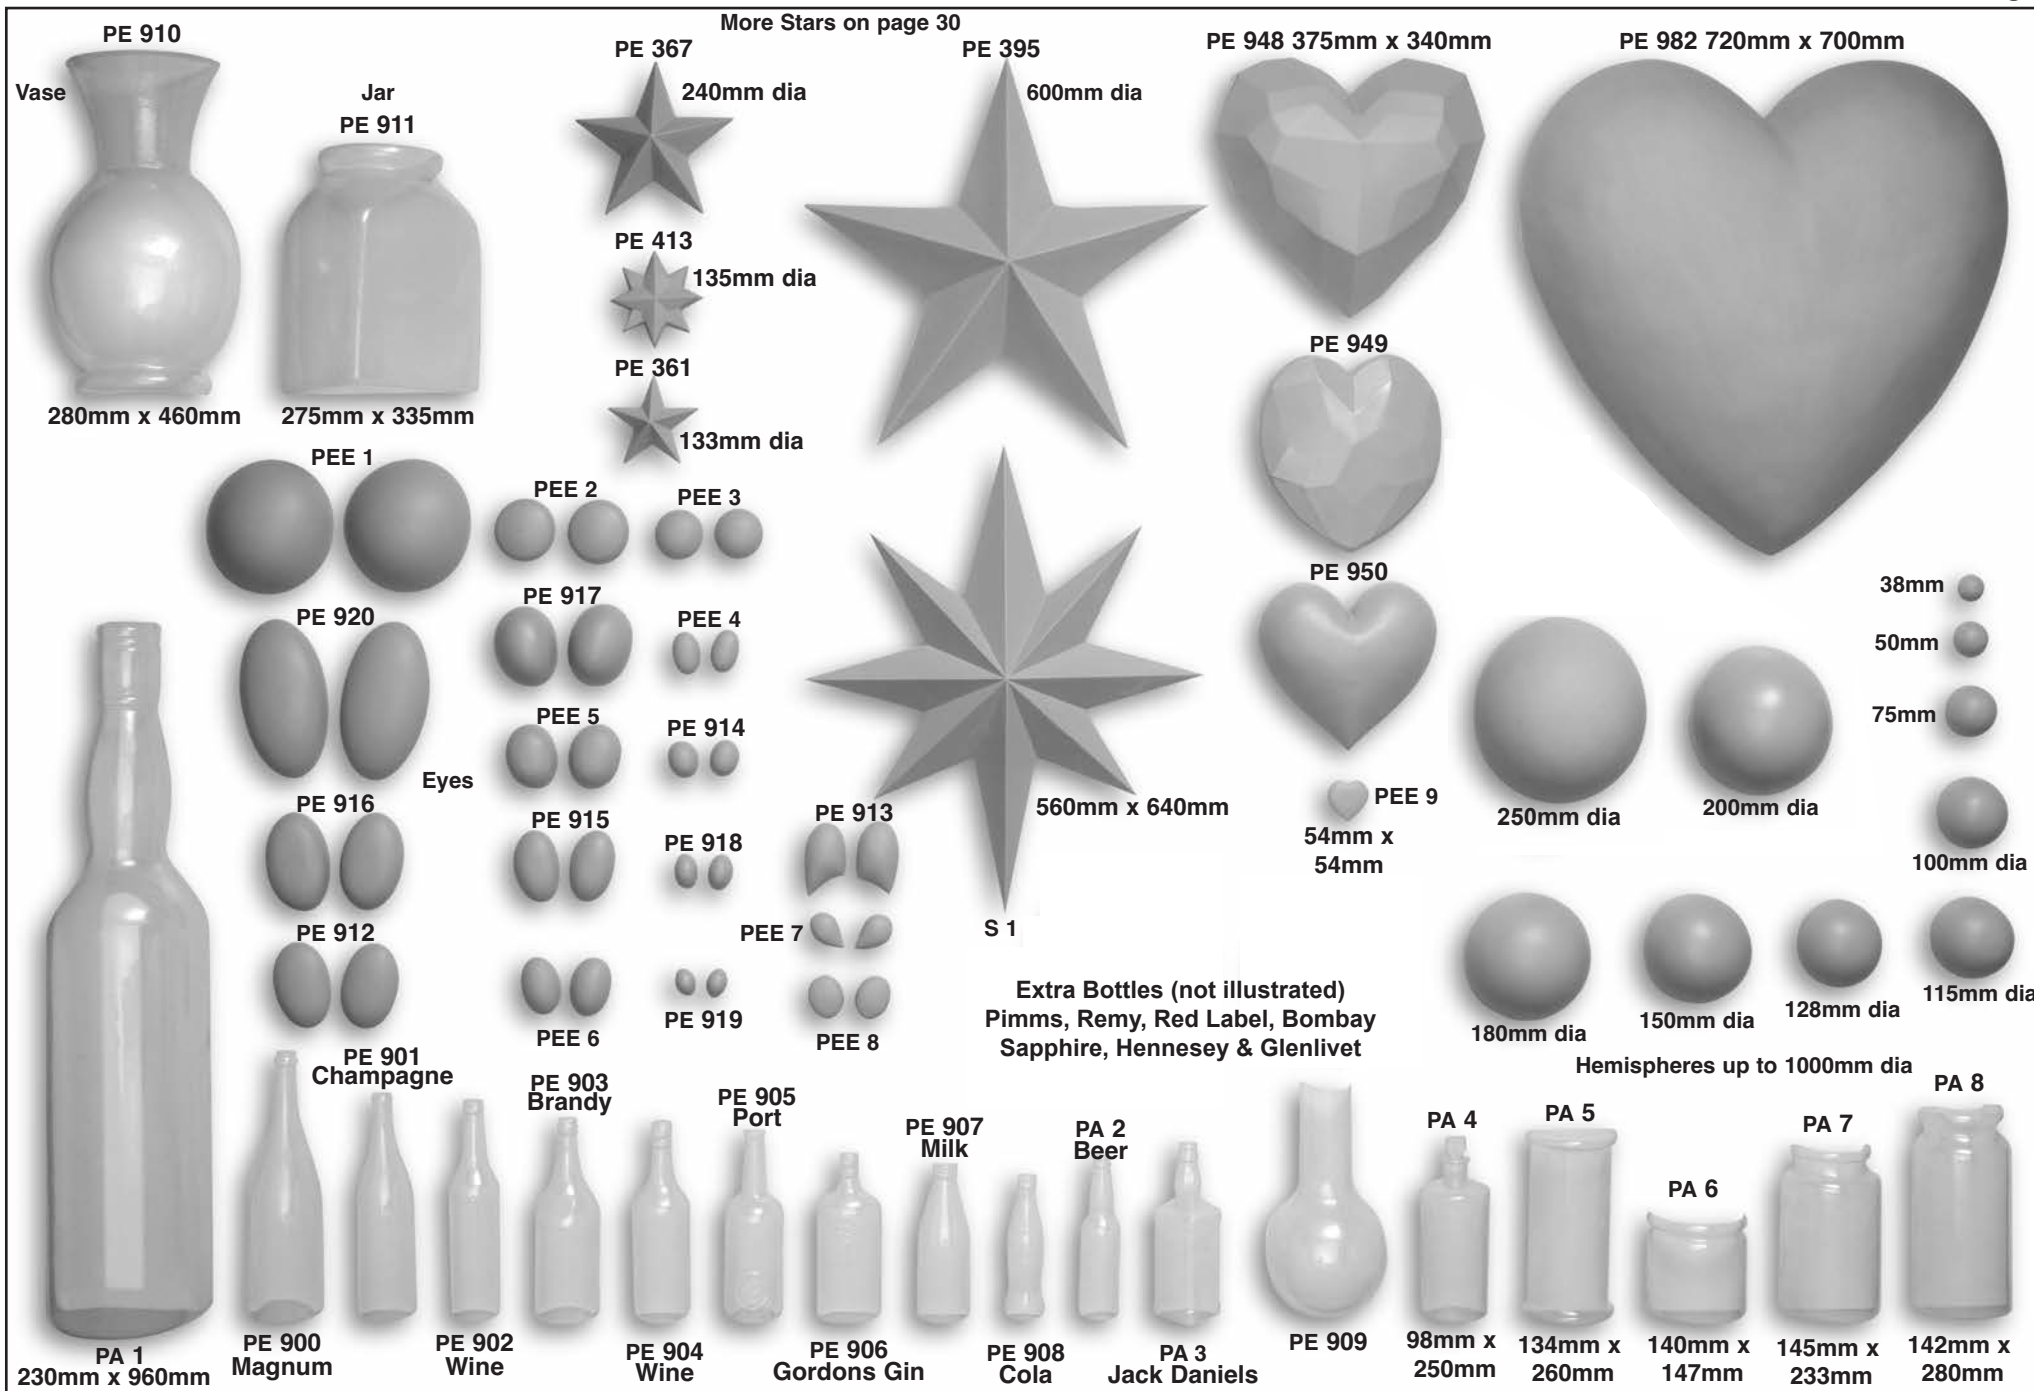 More Stars on page 30
PE 910
Vase
280mm x 460mm
Jar
PE 911
275mm x 335mm
PE 367
240mm dia
PE 413
135mm dia
PE 361
133mm dia
PE 395
600mm dia
PE 948 375mm x 340mm
PE 982 720mm x 700mm
PE 949
PE 950
PEE 9
54mm x
54mm
PEE 1
PEE 2
PEE 3
PE 920
PE 917
PEE 4
PEE 5
PE 914
Eyes
PE 916
PE 915
PE 918
PE 913
PE 912
PEE 7
PEE 6
PE 919
PEE 8
560mm x 640mm
S 1
38mm
50mm
75mm
250mm dia
200mm dia
100mm dia
180mm dia
150mm dia
128mm dia
115mm dia
Hemispheres up to 1000mm dia
Extra Bottles (not illustrated)
Pimms, Remy, Red Label, Bombay
Sapphire, Hennesey & Glenlivet
PA 1
230mm x 960mm
PE 900
Magnum
PE 901
Champagne
PE 902
Wine
PE 903
Brandy
PE 904
Wine
PE 905
Port
PE 906
Gordons Gin
PE 907
Milk
PE 908
Cola
PA 2
Beer
PA 3
Jack Daniels
PE 909
PA 4
98mm x
250mm
PA 5
134mm x
260mm
PA 6
140mm x
147mm
PA 7
145mm x
233mm
PA 8
142mm x
280mm